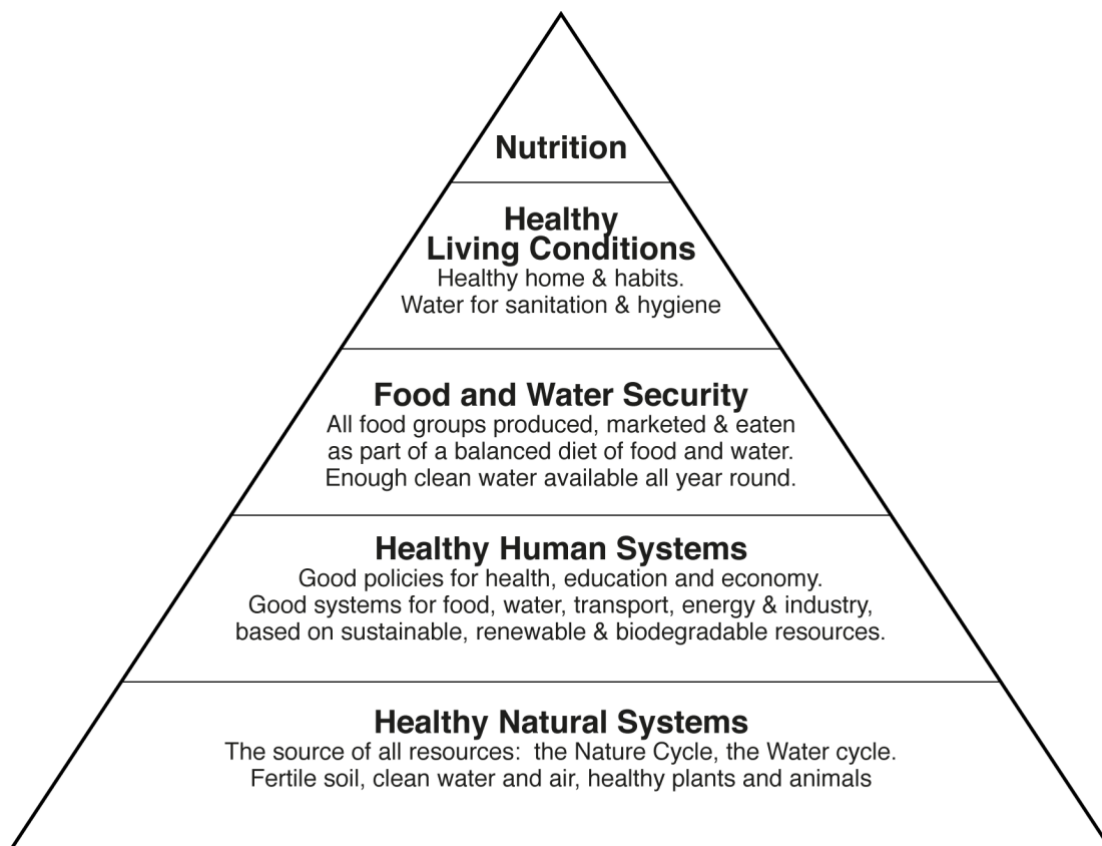 Nutrition
Healthy
Living Conditions
Healthy home & habits.
Water for sanitation & hygiene
Food and Water Security
All food groups produced, marketed & eaten
as part of a balanced diet of food and water.
Enough clean water available all year round.
Healthy Human Systems
Good policies for health, education and economy.
Good systems for food, water, transport, energy & industry,
based on sustainable, renewable & biodegradable resources.
Healthy Natural Systems
The source of all resources:  the Nature Cycle, the Water cycle.
Fertile soil, clean water and air, healthy plants and animals